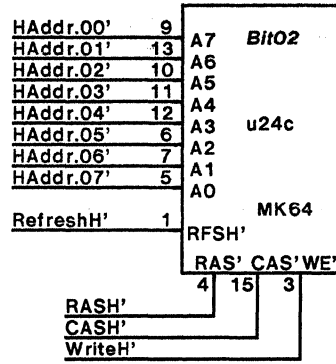 HAddr.00' 9 A7 Bit02
HAddr.01' 13 A6
HAddr.02' 10 A5
HAddr.03' 11 A4
HAddr.04' 12 A3 u24c
HAddr.05' 6 A2
HAddr.06' 7 A1
HAddr.07' 5 A0
MK64
RefreshH' 1 RFSH'
RAS' CAS' WE'
4 15 3
RASH'
CASH'
WriteH'